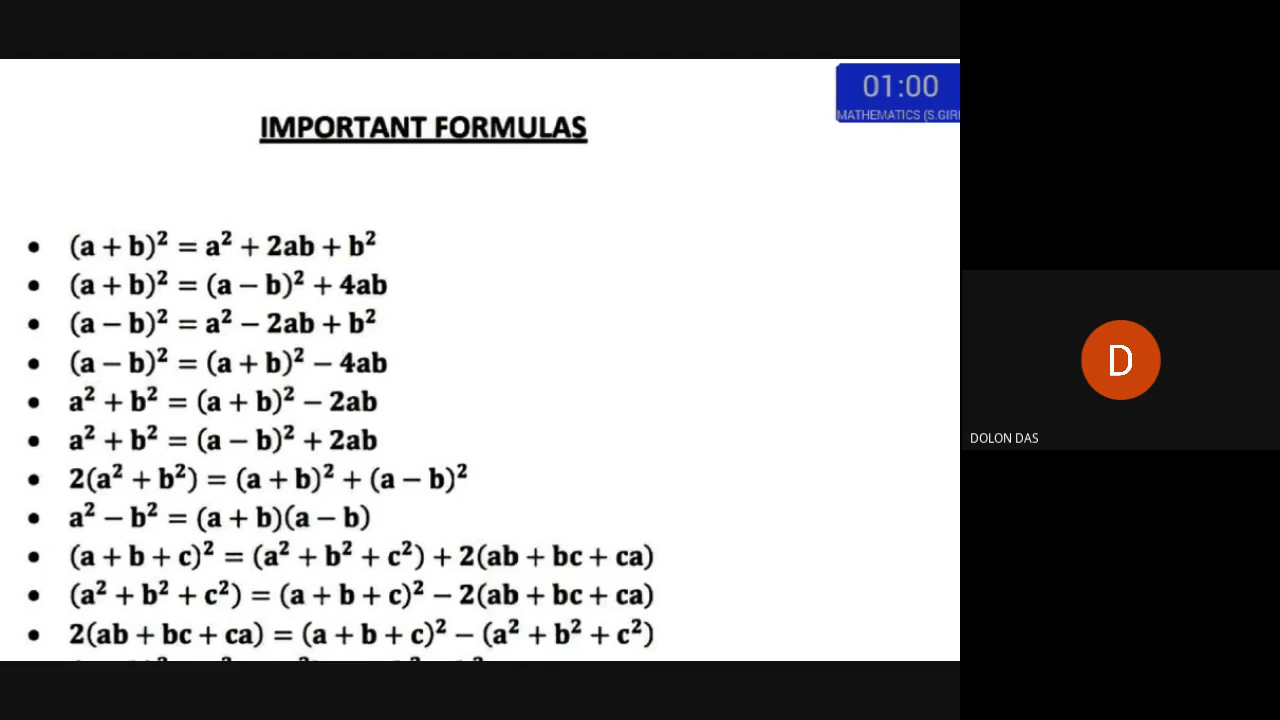 01:00
MATHEMATICS (S.GIRI
IMPORTANT FORMULAS
• (a + b)² = a² + 2ab + b²
• (a + b)² = (a − b)² + 4ab
• (a − b)² = a² − 2ab + b²
• (a − b)² = (a + b)² − 4ab
• a² + b² = (a + b)² − 2ab
• a² + b² = (a − b)² + 2ab
• 2(a² + b²) = (a + b)² + (a − b)²
• a² − b² = (a + b)(a − b)
• (a + b + c)² = (a² + b² + c²) + 2(ab + bc + ca)
• (a² + b² + c²) = (a + b + c)² − 2(ab + bc + ca)
• 2(ab + bc + ca) = (a + b + c)² − (a² + b² + c²)
D
DOLON DAS